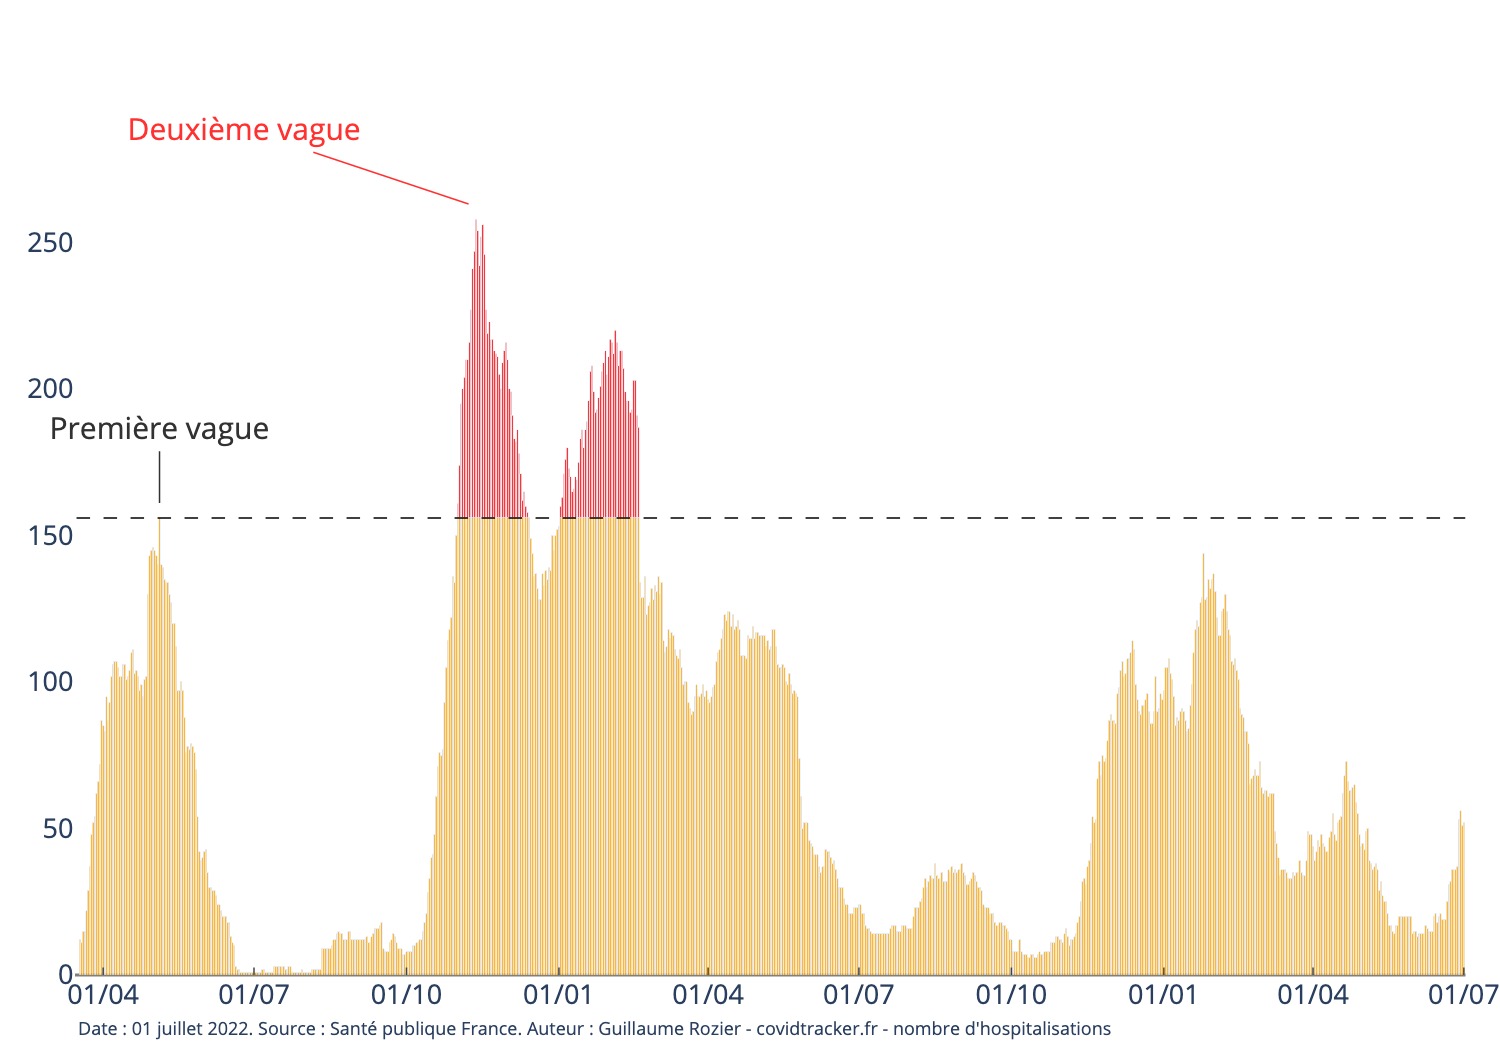 Deuxième vague
250
200
Première vague
150
100
50
0
01/04 01/07 01/10 01/01 01/04 01/07 01/10 01/01 01/04 01/07
Date : 01 juillet 2022. Source : Santé publique France. Auteur : Guillaume Rozier - covidtracker.fr - nombre d'hospitalisations